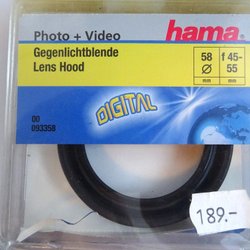 Photo + Video
hama®
Gegenlichtblende
Lens Hood
58 f 45-
Ø 55
mm mm
DIGITAL
00
093358
189.-